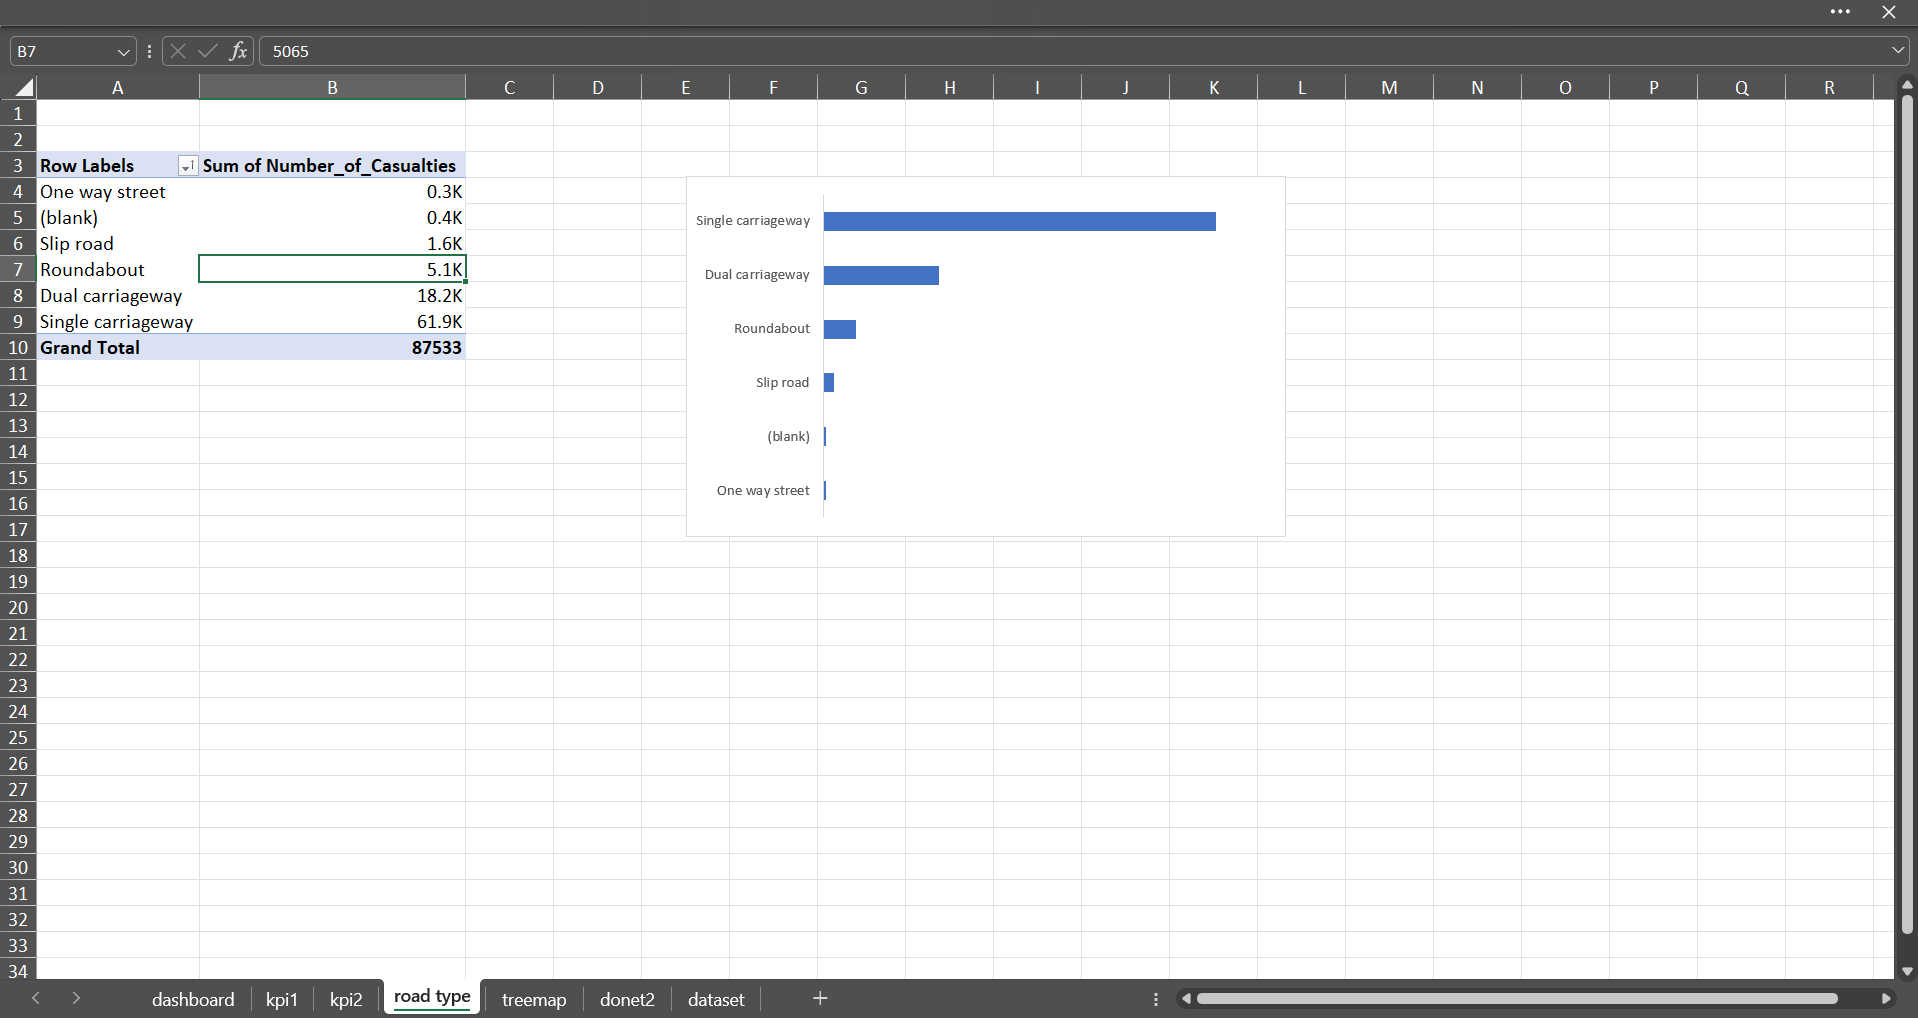 B7 fx 5065
A B C D E F G H I J K L M N O P Q R
1
2
3 Row Labels Sum of Number_of_Casualties
4 One way street 0.3K
5 (blank) 0.4K
6 Slip road 1.6K
7 Roundabout 5.1K
8 Dual carriageway 18.2K
9 Single carriageway 61.9K
10 Grand Total 87533
11
12
13
14
15
16
17
18
19
20
21
22
23
24
25
26
27
28
29
30
31
32
33
34
Single carriageway
Dual carriageway
Roundabout
Slip road
(blank)
One way street
dashboard kpi1 kpi2 road type treemap donet2 dataset